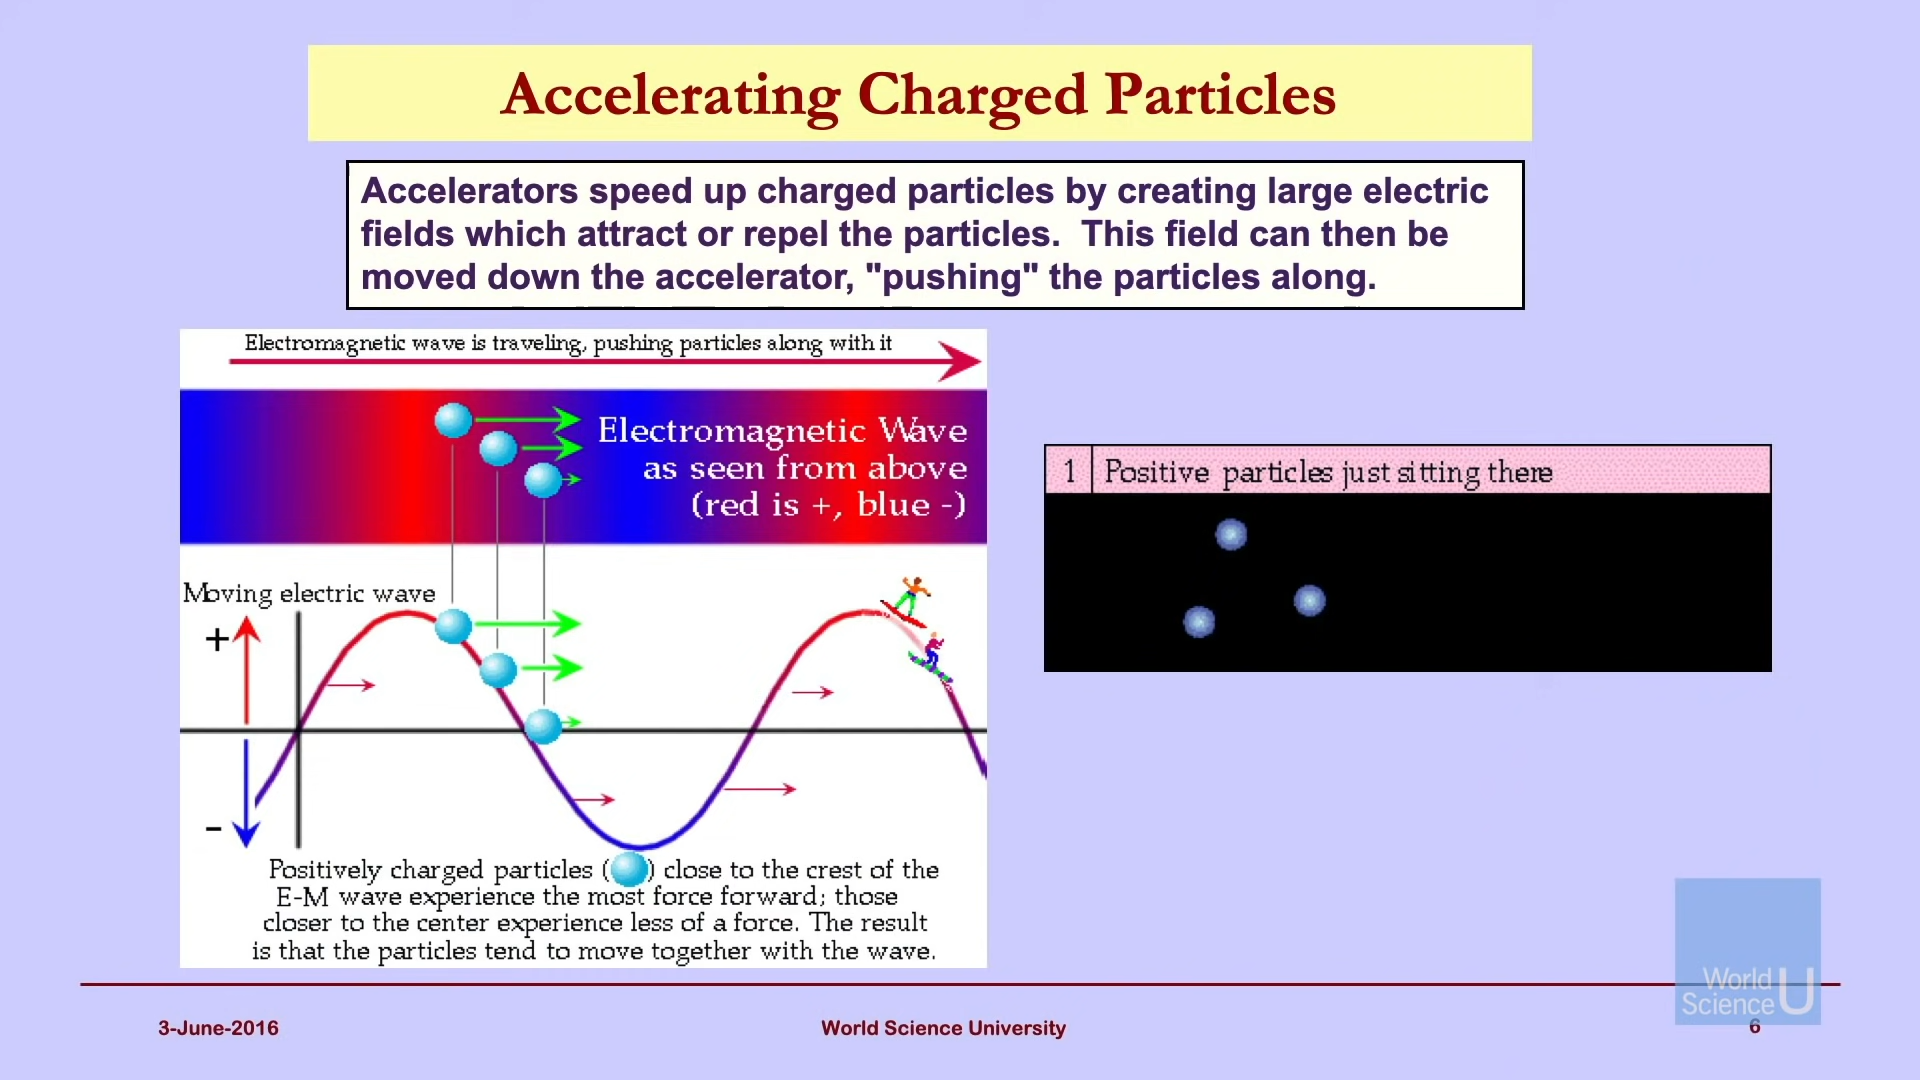 Accelerating Charged Particles
Accelerators speed up charged particles by creating large electric
fields which attract or repel the particles.  This field can then be
moved down the accelerator, "pushing" the particles along.
Electromagnetic wave is traveling, pushing particles along with it
Electromagnetic Wave
as seen from above
(red is +, blue -)
Moving electric wave
+
-
Positively charged particles ( ) close to the crest of the
E-M wave experience the most force forward; those
closer to the center experience less of a force. The result
is that the particles tend to move together with the wave.
1 Positive particles just sitting there
World
Science U
3-June-2016
World Science University
6